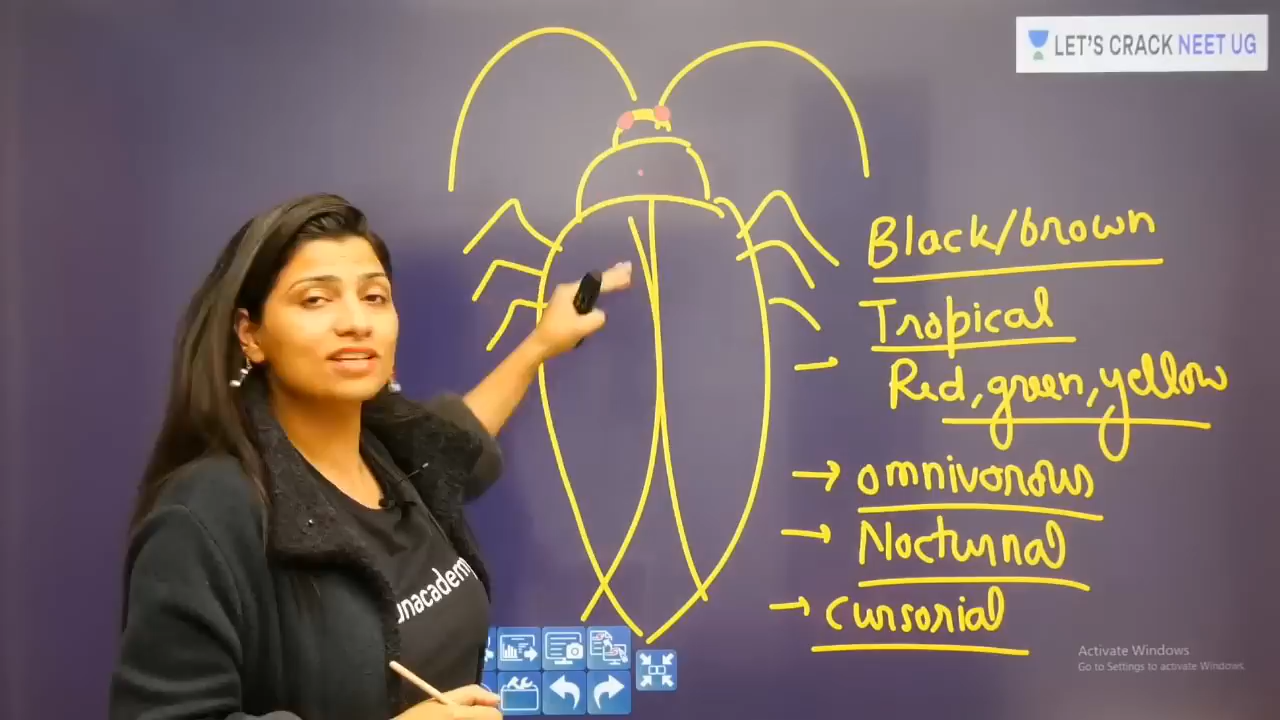 LET'S CRACK NEET UG
Black/brown
Tropical
Red, green, yellow
omnivorous
Nocturnal
cursorial
unacademy
Activate Windows
Go to Settings to activate Windows.